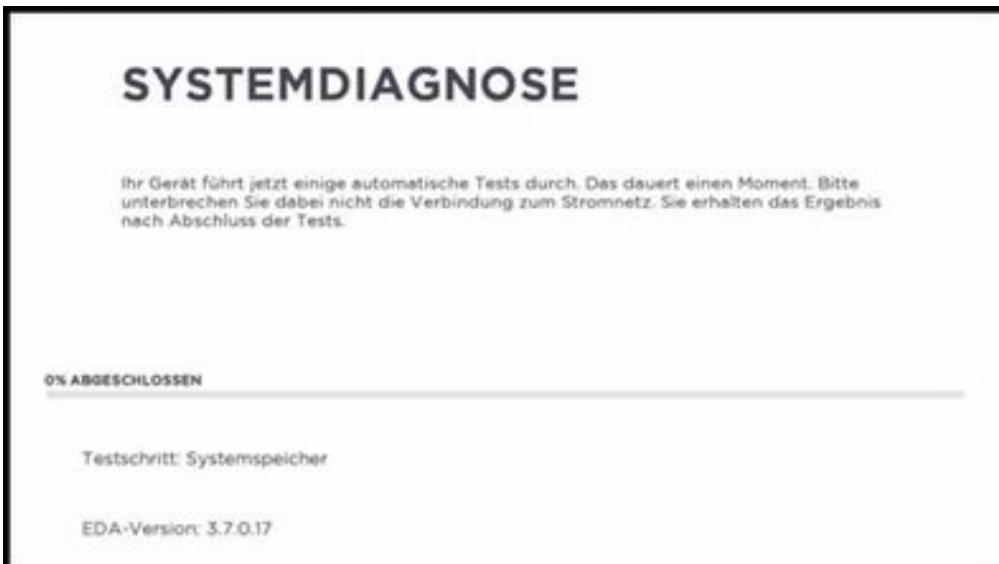 SYSTEMDIAGNOSE
Ihr Gerät führt jetzt einige automatische Tests durch. Das dauert einen Moment. Bitte
unterbrechen Sie dabei nicht die Verbindung zum Stromnetz. Sie erhalten das Ergebnis
nach Abschluss der Tests.
0% ABGESCHLOSSEN
Testschritt: Systemspeicher
EDA-Version: 3.7.0.17